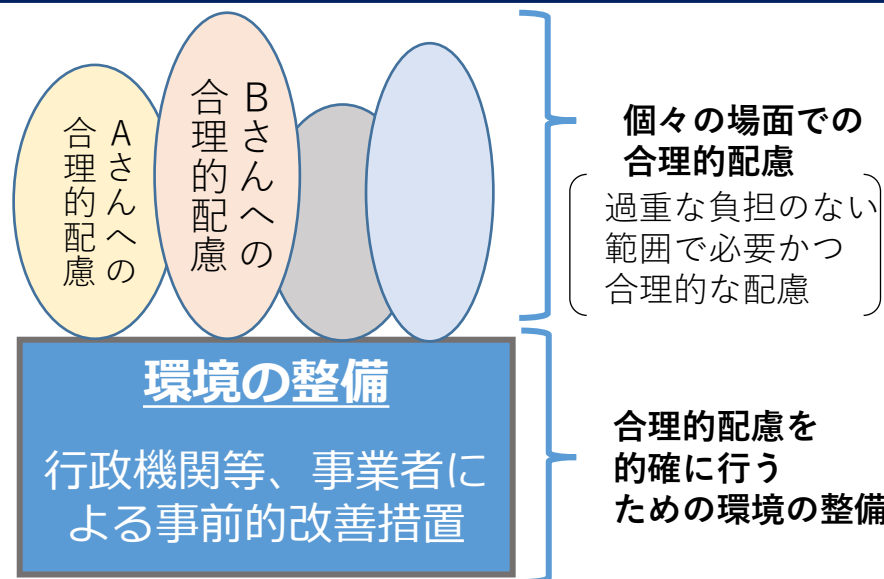 Aさんへの
合理的配慮
Bさんへの
合理的配慮
個々の場面での
合理的配慮
過重な負担のない
範囲で必要かつ
合理的な配慮
環境の整備
行政機関等、事業者に
よる事前的改善措置
合理的配慮を
的確に行う
ための環境の整備